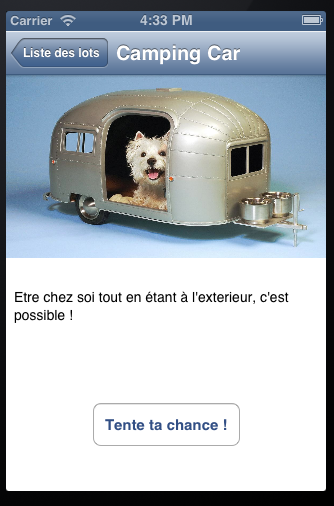 Carrier 4:33 PM
Liste des lots Camping Car
Etre chez soi tout en étant à l'exterieur, c'est
possible !
Tente ta chance !